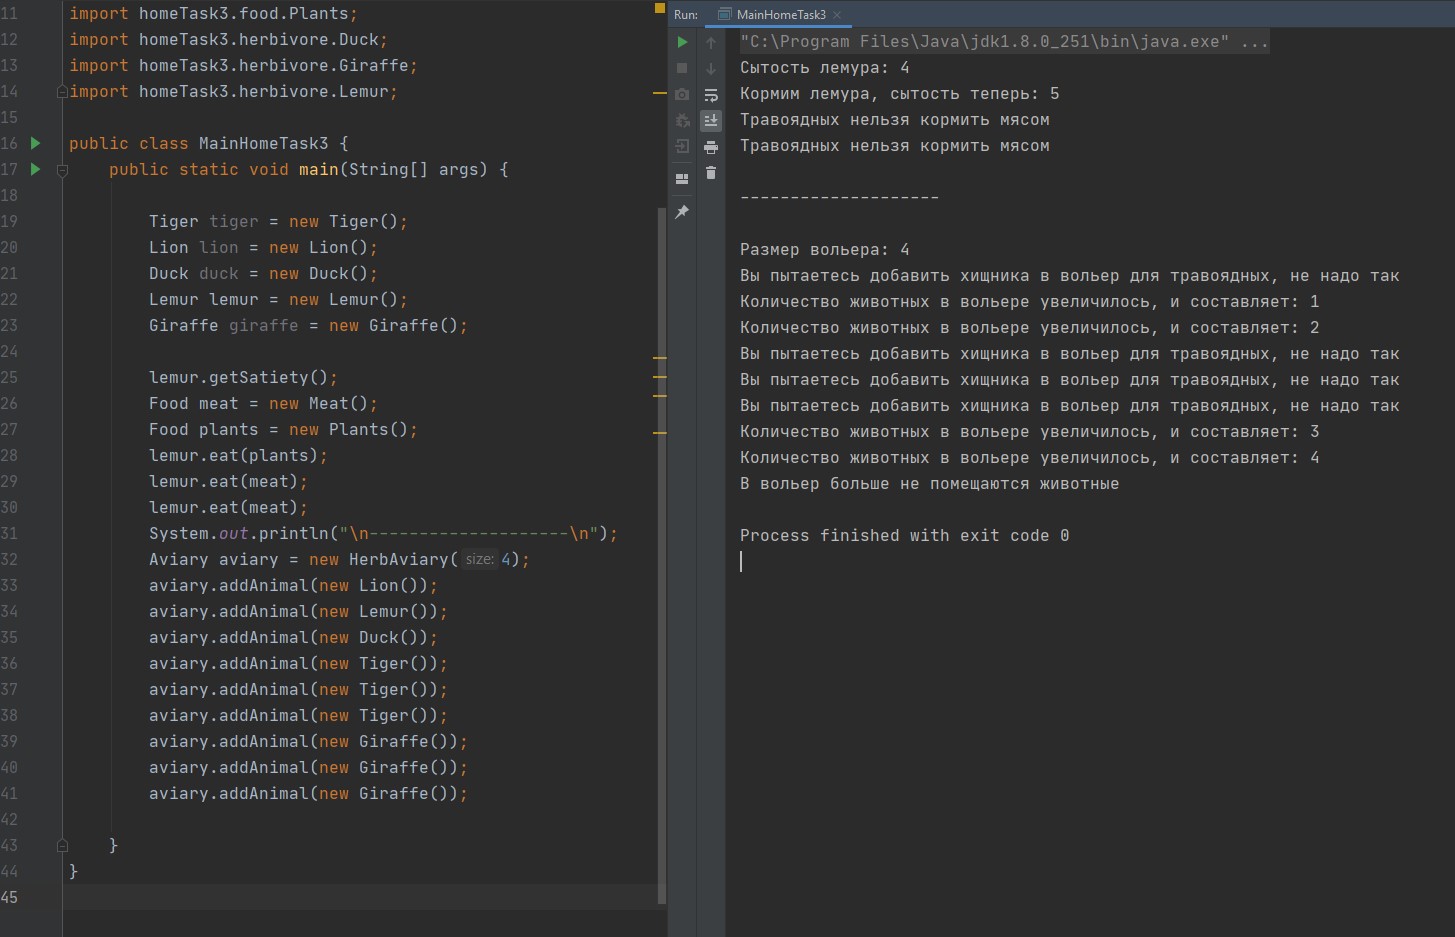 11 import homeTask3.food.Plants;
12 import homeTask3.herbivore.Duck;
13 import homeTask3.herbivore.Giraffe;
14 import homeTask3.herbivore.Lemur;
15
16 public class MainHomeTask3 {
17 public static void main(String[] args) {
18
19 Tiger tiger = new Tiger();
20 Lion lion = new Lion();
21 Duck duck = new Duck();
22 Lemur lemur = new Lemur();
23 Giraffe giraffe = new Giraffe();
24
25 lemur.getSatiety();
26 Food meat = new Meat();
27 Food plants = new Plants();
28 lemur.eat(plants);
29 lemur.eat(meat);
30 lemur.eat(meat);
31 System.out.println("\n--------------------\n");
32 Aviary aviary = new HerbAviary( size: 4);
33 aviary.addAnimal(new Lion());
34 aviary.addAnimal(new Lemur());
35 aviary.addAnimal(new Duck());
36 aviary.addAnimal(new Tiger());
37 aviary.addAnimal(new Tiger());
38 aviary.addAnimal(new Tiger());
39 aviary.addAnimal(new Giraffe());
40 aviary.addAnimal(new Giraffe());
41 aviary.addAnimal(new Giraffe());
42
43 }
44 }
45
Run: MainHomeTask3 ×
"C:\Program Files\Java\jdk1.8.0_251\bin\java.exe" ...
Сытость лемура: 4
Кормим лемура, сытость теперь: 5
Травоядных нельзя кормить мясом
Травоядных нельзя кормить мясом
--------------------
Размер вольера: 4
Вы пытаетесь добавить хищника в вольер для травоядных, не надо так
Количество животных в вольере увеличилось, и составляет: 1
Количество животных в вольере увеличилось, и составляет: 2
Вы пытаетесь добавить хищника в вольер для травоядных, не надо так
Вы пытаетесь добавить хищника в вольер для травоядных, не надо так
Вы пытаетесь добавить хищника в вольер для травоядных, не надо так
Количество животных в вольере увеличилось, и составляет: 3
Количество животных в вольере увеличилось, и составляет: 4
В вольер больше не помещаются животные
Process finished with exit code 0